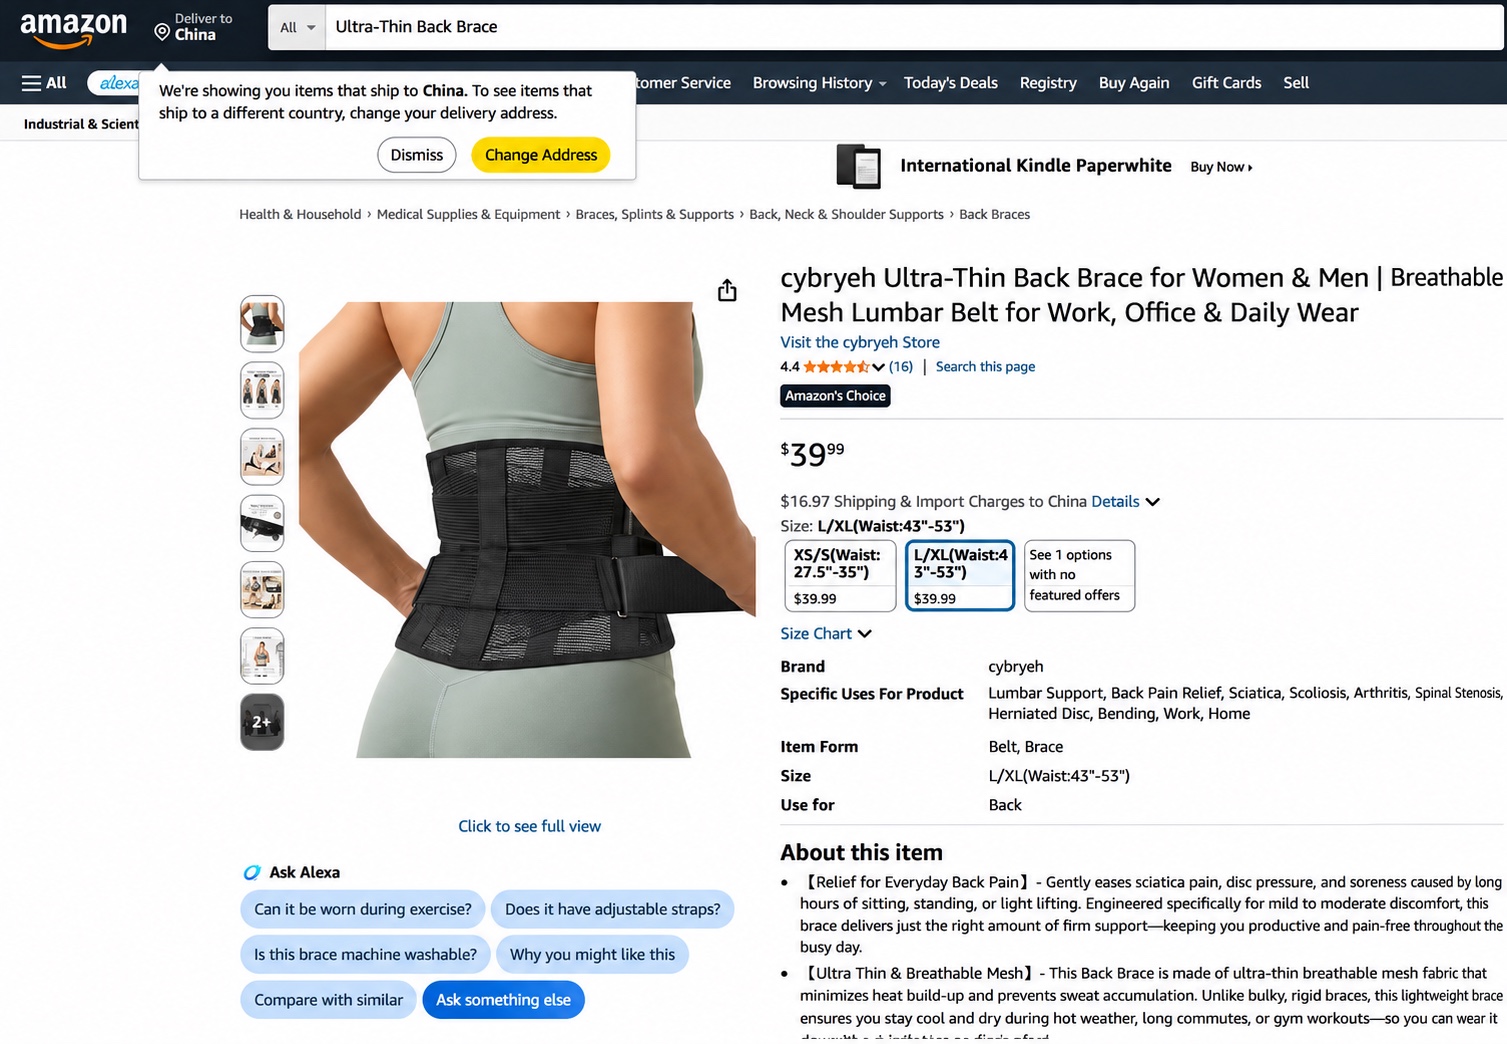 amazon
Deliver to
China
All
Ultra-Thin Back Brace
All
alexa
tomer Service
Browsing History
Today's Deals
Registry
Buy Again
Gift Cards
Sell
We're showing you items that ship to China. To see items that
ship to a different country, change your delivery address.
Dismiss
Change Address
Industrial & Scient
International Kindle Paperwhite
Buy Now
Health & Household › Medical Supplies & Equipment › Braces, Splints & Supports › Back, Neck & Shoulder Supports › Back Braces
cybryeh Ultra-Thin Back Brace for Women & Men | Breathable
Mesh Lumbar Belt for Work, Office & Daily Wear
Visit the cybryeh Store
4.4 (16) | Search this page
Amazon's Choice
$39 99
$16.97 Shipping & Import Charges to China Details
Size: L/XL(Waist:43"-53")
XS/S(Waist:
27.5"-35")
$39.99
L/XL(Waist:4
3"-53")
$39.99
See 1 options
with no
featured offers
Size Chart
Brand cybryeh
Specific Uses For Product Lumbar Support, Back Pain Relief, Sciatica, Scoliosis, Arthritis, Spinal Stenosis,
Herniated Disc, Bending, Work, Home
Item Form Belt, Brace
Size L/XL(Waist:43"-53")
Use for Back
About this item
• 【Relief for Everyday Back Pain】 - Gently eases sciatica pain, disc pressure, and soreness caused by long
hours of sitting, standing, or light lifting. Engineered specifically for mild to moderate discomfort, this
brace delivers just the right amount of firm support—keeping you productive and pain-free throughout the
busy day.
• 【Ultra Thin & Breathable Mesh】 - This Back Brace is made of ultra-thin breathable mesh fabric that
minimizes heat build-up and prevents sweat accumulation. Unlike bulky, rigid braces, this lightweight brace
ensures you stay cool and dry during hot weather, long commutes, or gym workouts—so you can wear it
2+
Click to see full view
Ask Alexa
Can it be worn during exercise?
Does it have adjustable straps?
Is this brace machine washable?
Why you might like this
Compare with similar
Ask something else